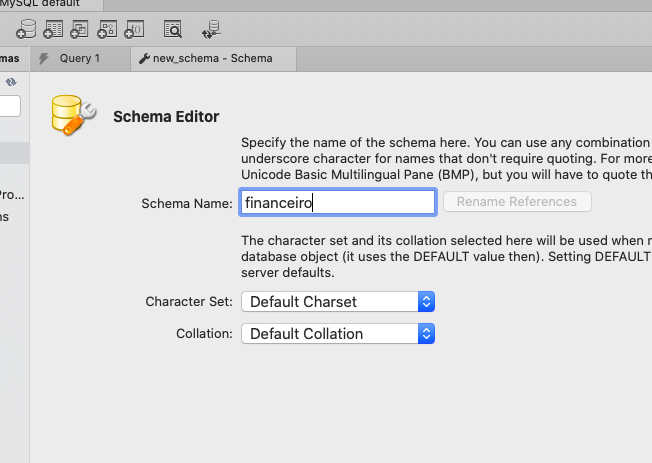 MySQL default
mas
Query 1
new_schema - Schema
Schema Editor
Specify the name of the schema here. You can use any combination
underscore character for names that don't require quoting. For more
Unicode Basic Multilingual Pane (BMP), but you will have to quote
Pro...
ns
Schema Name: financeiro Rename References
The character set and its collation selected here will be used when
database object (it uses the DEFAULT value then). Setting DEFAULT
server defaults.
Character Set: Default Charset
Collation: Default Collation